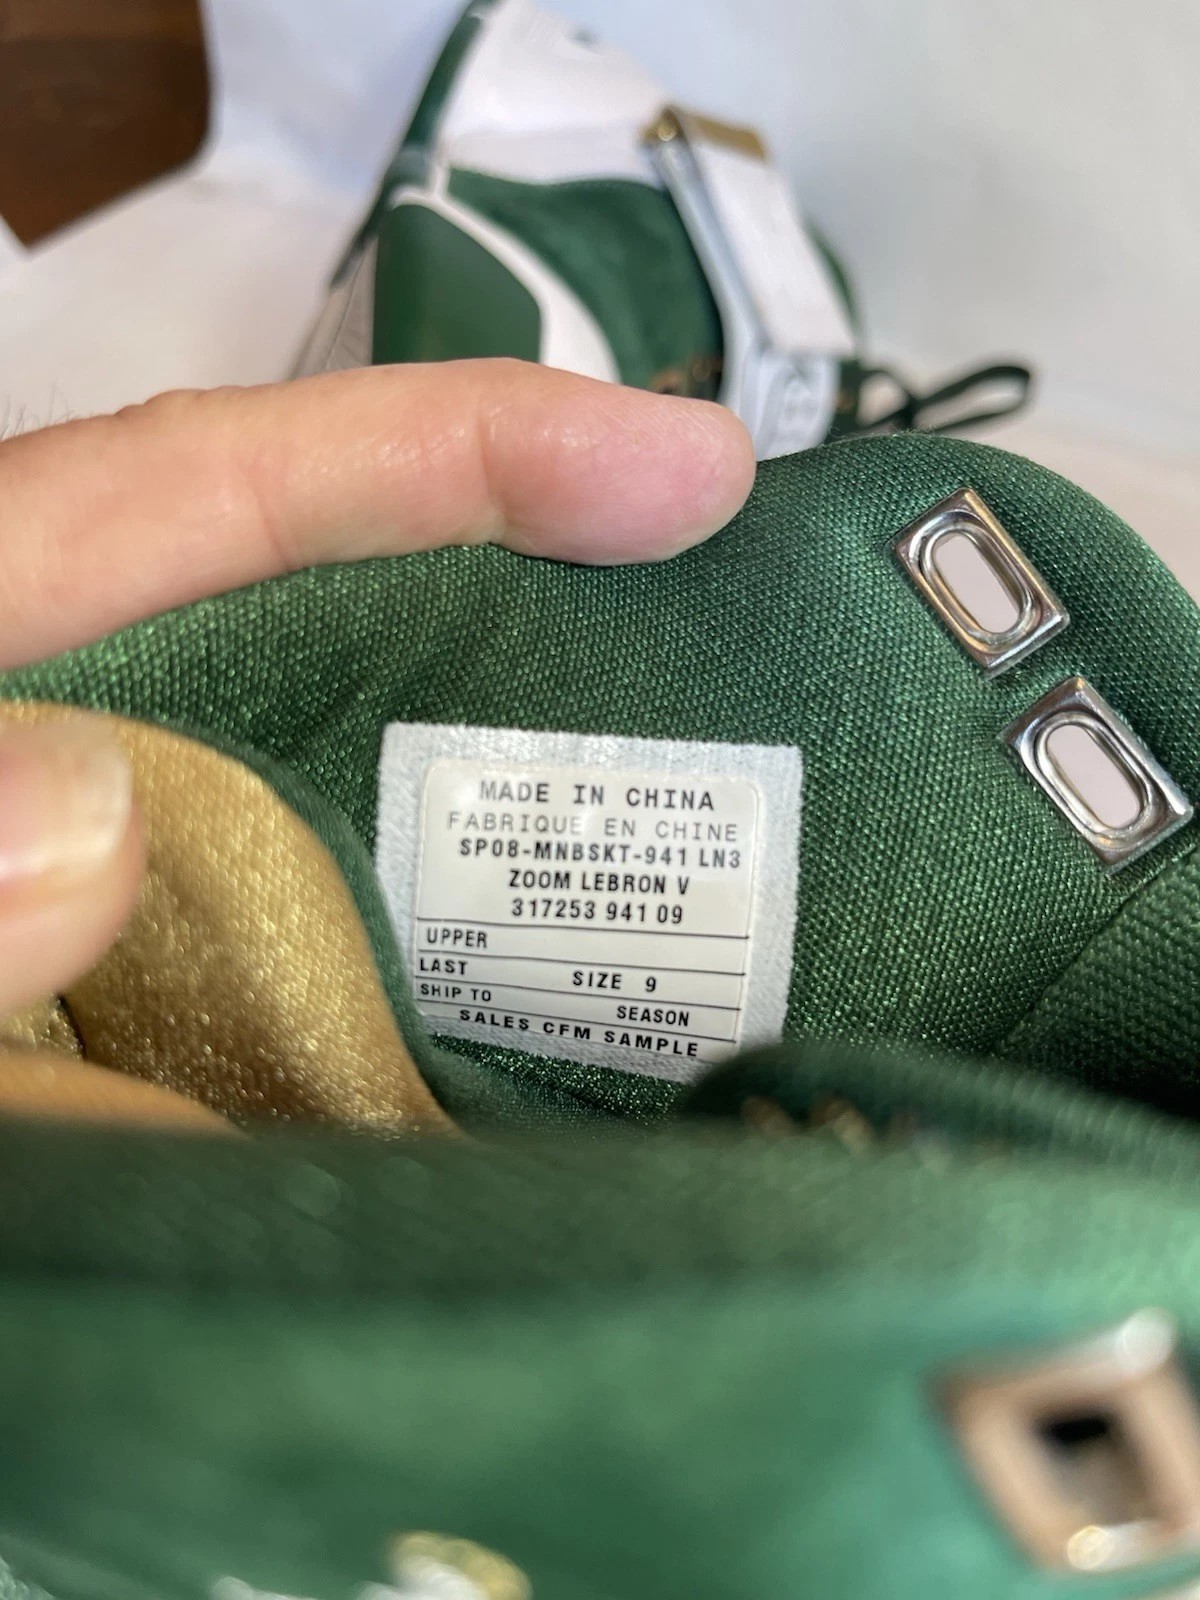 MADE IN CHINA
FABRIQUE EN CHINE
SP08-MNBSKT-941 LN3
ZOOM LEBRON V
317253 941 09
UPPER
LAST SIZE 9
SHIP TO SEASON
SALES CFM SAMPLE